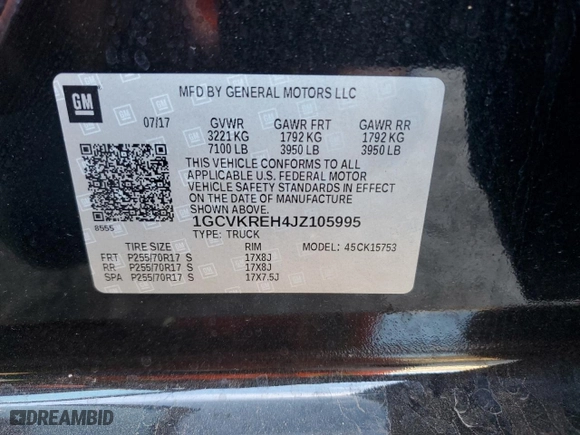 GM
MFD BY GENERAL MOTORS LLC
07/17 GVWR GAWR FRT GAWR RR
3221 KG 1792 KG 1792 KG
7100 LB 3950 LB 3950 LB
THIS VEHICLE CONFORMS TO ALL
APPLICABLE U.S. FEDERAL MOTOR
VEHICLE SAFETY STANDARDS IN EFFECT
ON THE DATE OF MANUFACTURE
SHOWN ABOVE.
8555 1GCVKREH4JZ105995
TYPE: TRUCK
TIRE SIZE RIM MODEL: 45CK15753
FRT P255/70R17 S 17X8J
RR P255/70R17 S 17X8J
SPA P255/70R17 S 17X7.5J
DREAMBID